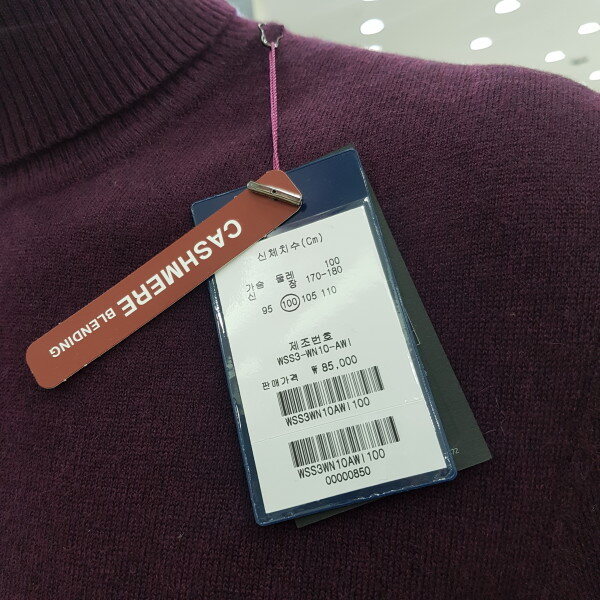 CASHMERE BLENDING
신체치수(Cm)
가슴 둘레 100
신 장 170-180
95 100 105 110
제조번호
WSS3-WN10-AWI
판매가격 ₩ 85,000
WSS3WN10AWI100
WSS3WN10AWI100
00000850
72